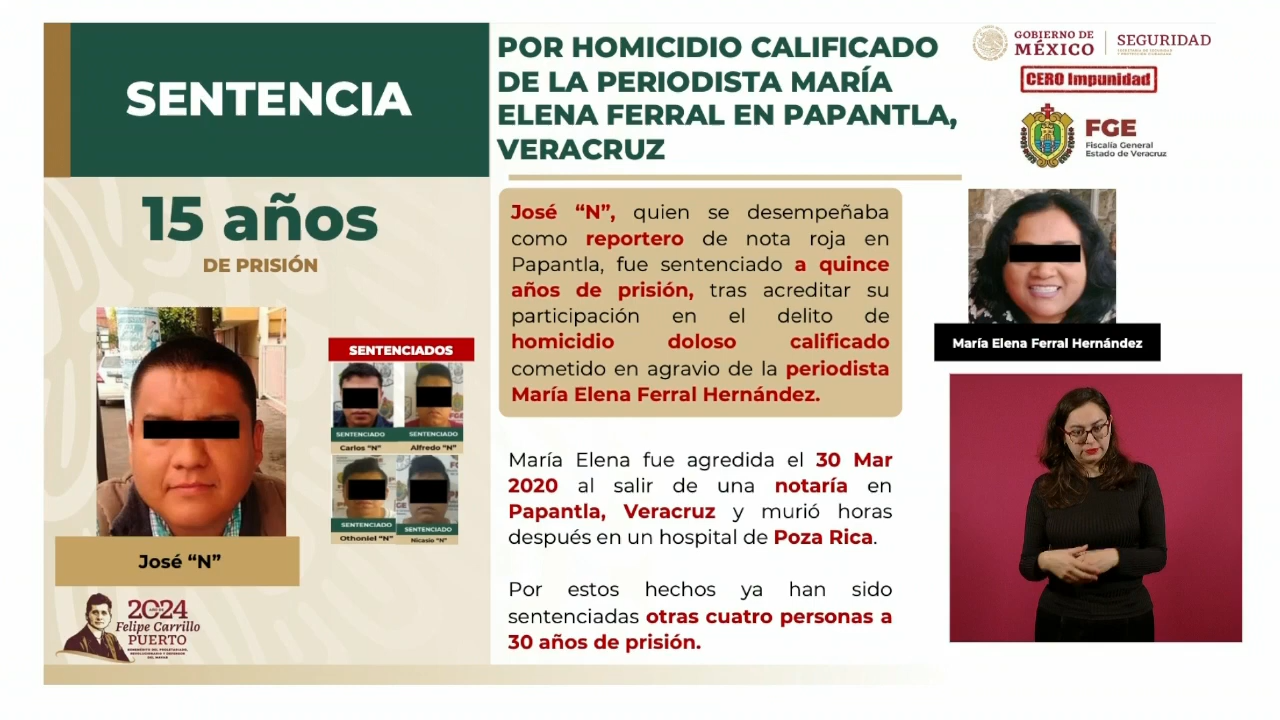 SENTENCIA
POR HOMICIDIO CALIFICADO
DE LA PERIODISTA MARÍA
ELENA FERRAL EN PAPANTLA,
VERACRUZ
GOBIERNO DE
MÉXICO
SEGURIDAD
CERO Impunidad
FGE
Fiscalía General
Estado de Veracruz
15 años
DE PRISIÓN
José “N”
SENTENCIADOS
SENTENCIADO
SENTENCIADO
Carlos “N”
Alfredo “N”
SENTENCIADO
SENTENCIADO
Othoniel “N”
Nicasio “N”
2024
Felipe Carrillo
PUERTO
José “N”, quien se desempeñaba
como reportero de nota roja en
Papantla, fue sentenciado a quince
años de prisión, tras acreditar su
participación en el delito de
homicidio doloso calificado
cometido en agravio de la periodista
María Elena Ferral Hernández.
María Elena fue agredida el 30 Mar
2020 al salir de una notaría en
Papantla, Veracruz y murió horas
después en un hospital de Poza Rica.
Por estos hechos ya han sido
sentenciadas otras cuatro personas a
30 años de prisión.
María Elena Ferral Hernández